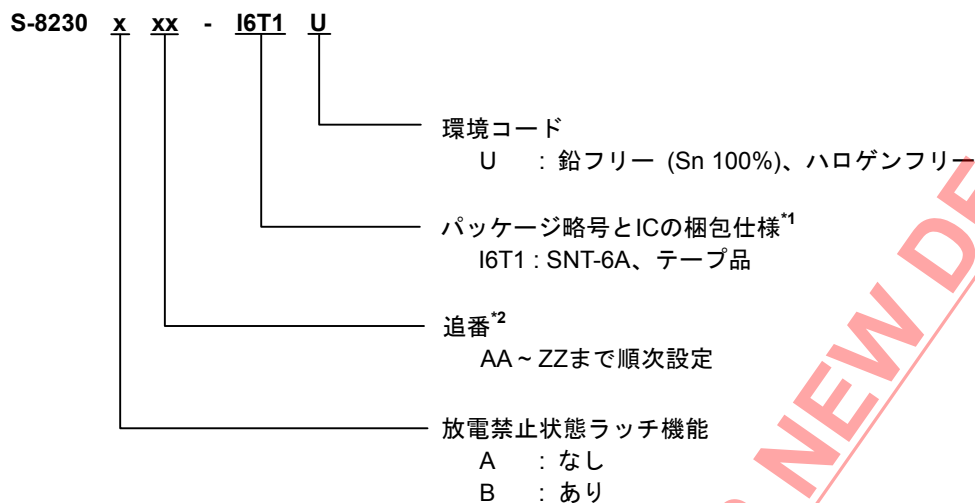 S-8230 x xx - I6T1 U
環境コード
U : 鉛フリー (Sn 100%)、ハロゲンフリー
パッケージ略号とICの梱包仕様*1
I6T1 : SNT-6A、テープ品
追番*2
AA ~ ZZまで順次設定
放電禁止状態ラッチ機能
A : なし
B : あり
NEW DE